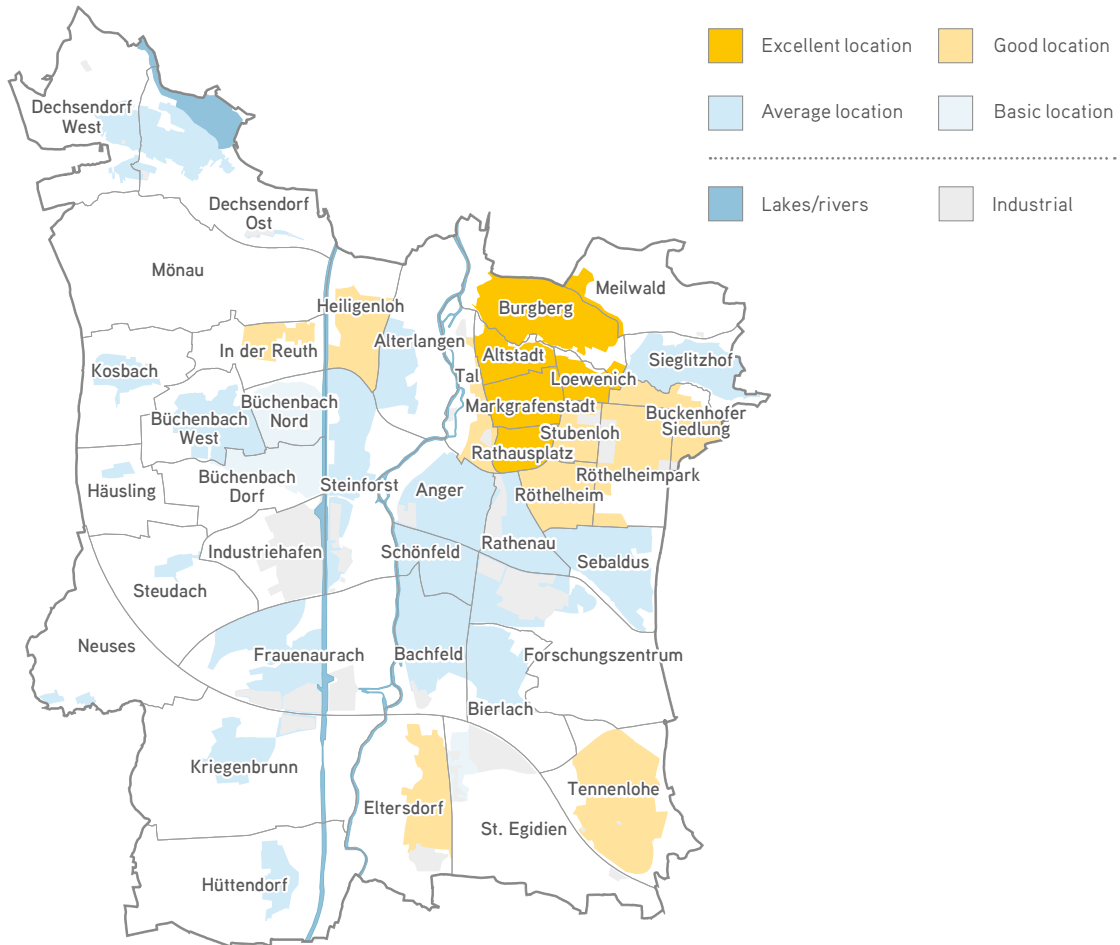 Excellent location
Good location
Average location
Basic location
Lakes/rivers
Industrial
Dechsendorf
West
Dechsendorf
Ost
Mönau
Meilwald
Heiligenloh
Burgberg
Alterlangen
In der Reuth
Altstadt
Sieglitzhof
Kosbach
Tal
Loewenich
Büchenbach
Nord
Markgrafenstadt
Büchenbach
West
Buckenhofer
Siedlung
Stubenloh
Rathausplatz
Büchenbach
Dorf
Röthelheimpark
Häusling
Steinforst
Anger
Röthelheim
Industriehafen
Schönfeld
Rathenau
Sebaldus
Steudach
Neuses
Frauenaurach
Bachfeld
Forschungszentrum
Bierlach
Kriegenbrunn
Eltersdorf
Tennenlohe
St. Egidien
Hüttendorf